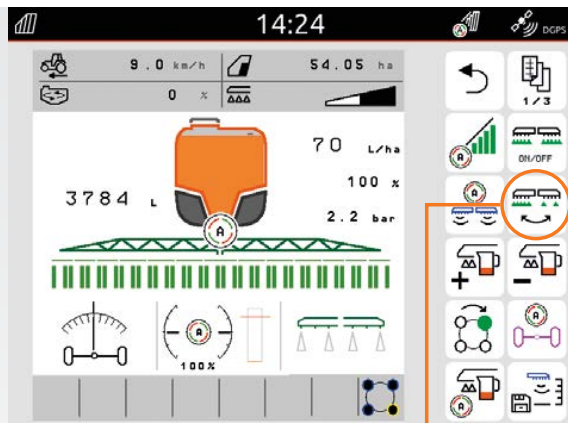 14:24
A
DGPS
9.0 km/h
54.05 ha
0 %
1/3
70 L/ha
A
ON/OFF
100 %
A
3784 L
2.2 bar
A
+
-
A
A
100%
A